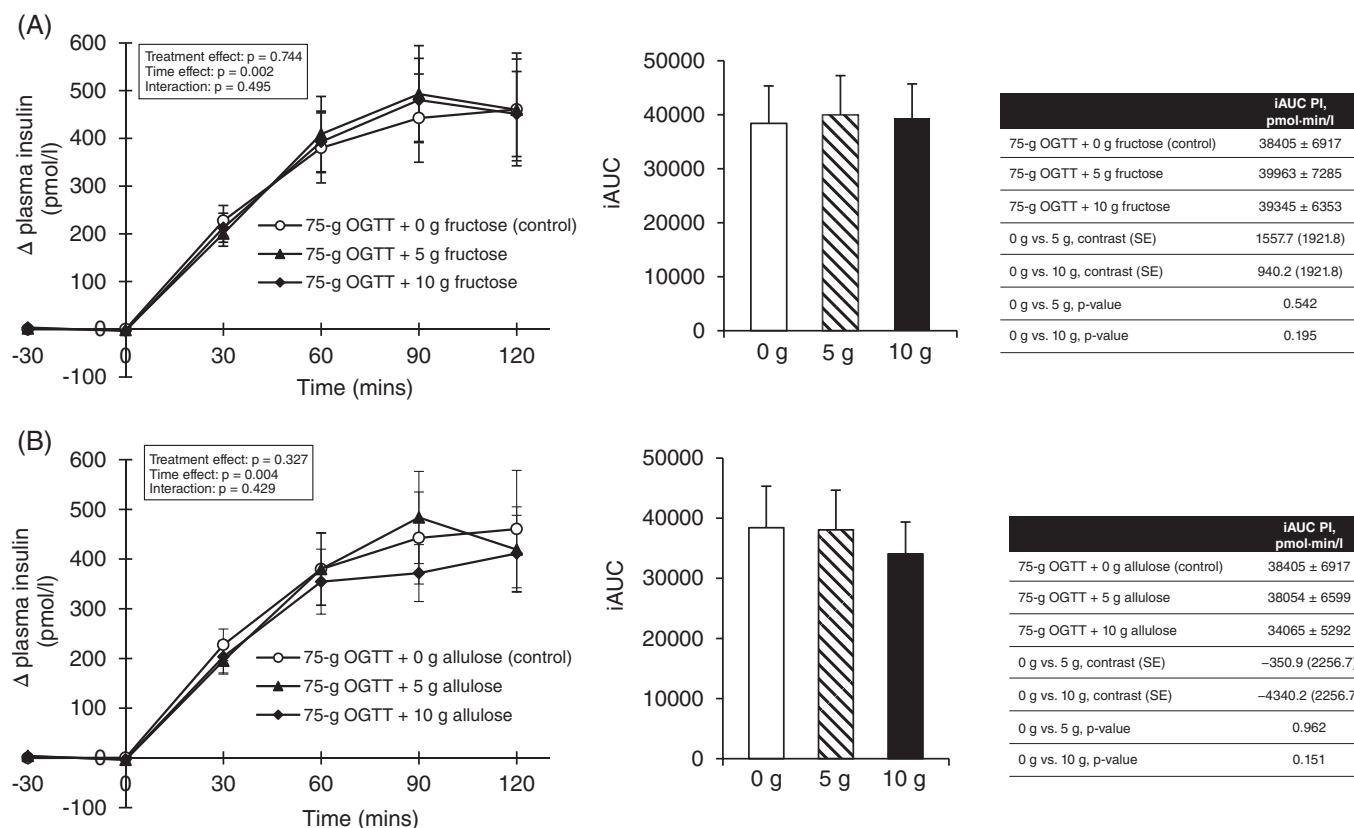 (A)
600
500
400
300
200
100
0
-100
Δ plasma insulin
(pmol/l)
Treatment effect: p = 0.744
Time effect: p = 0.002
Interaction: p = 0.495
75-g OGTT + 0 g fructose (control)
75-g OGTT + 5 g fructose
75-g OGTT + 10 g fructose
-30 0 30 60 90 120
Time (mins)
50000
40000
30000
20000
10000
0
iAUC
0 g 5 g 10 g
iAUC PI,
pmol·min/l
75-g OGTT + 0 g fructose (control) 38405 ± 6917
75-g OGTT + 5 g fructose 39963 ± 7285
75-g OGTT + 10 g fructose 39345 ± 6353
0 g vs. 5 g, contrast (SE) 1557.7 (1921.8)
0 g vs. 10 g, contrast (SE) 940.2 (1921.8)
0 g vs. 5 g, p-value 0.542
0 g vs. 10 g, p-value 0.195
(B)
600
500
400
300
200
100
0
-100
Δ plasma insulin
(pmol/l)
Treatment effect: p = 0.327
Time effect: p = 0.004
Interaction: p = 0.429
75-g OGTT + 0 g allulose (control)
75-g OGTT + 5 g allulose
75-g OGTT + 10 g allulose
-30 0 30 60 90 120
Time (mins)
50000
40000
30000
20000
10000
0
iAUC
0 g 5 g 10 g
iAUC PI,
pmol·min/l
75-g OGTT + 0 g allulose (control) 38405 ± 6917
75-g OGTT + 5 g allulose 38054 ± 6599
75-g OGTT + 10 g allulose 34065 ± 5292
0 g vs. 5 g, contrast (SE) −350.9 (2256.7)
0 g vs. 10 g, contrast (SE) −4340.2 (2256.7
0 g vs. 5 g, p-value 0.962
0 g vs. 10 g, p-value 0.151